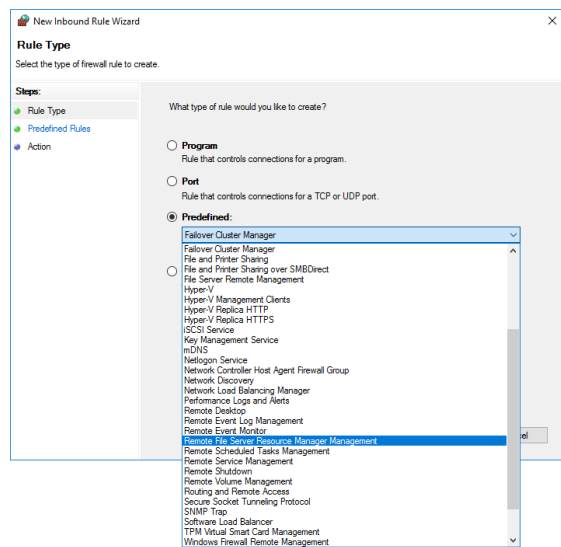 New Inbound Rule Wizard
Rule Type
Select the type of firewall rule to create.
Steps:
Rule Type
Predefined Rules
Action
What type of rule would you like to create?
Program
Rule that controls connections for a program.
Port
Rule that controls connections for a TCP or UDP port.
Predefined:
Failover Cluster Manager
Failover Cluster Manager
File and Printer Sharing
File and Printer Sharing over SMBDirect
File Server Remote Management
Hyper-V
Hyper-V Management Clients
Hyper-V Replica HTTP
Hyper-V Replica HTTPS
iSCSI Service
Key Management Service
mDNS
Netlogon Service
Network Controller Host Agent Firewall Group
Network Discovery
Network Load Balancing Manager
Performance Logs and Alerts
Remote Desktop
Remote Event Log Management
Remote Event Monitor
Remote File Server Resource Manager Management
Remote Scheduled Tasks Management
Remote Service Management
Remote Shutdown
Remote Volume Management
Routing and Remote Access
Secure Socket Tunneling Protocol
SNMP Trap
Software Load Balancer
TPM Virtual Smart Card Management
Windows Firewall Remote Management